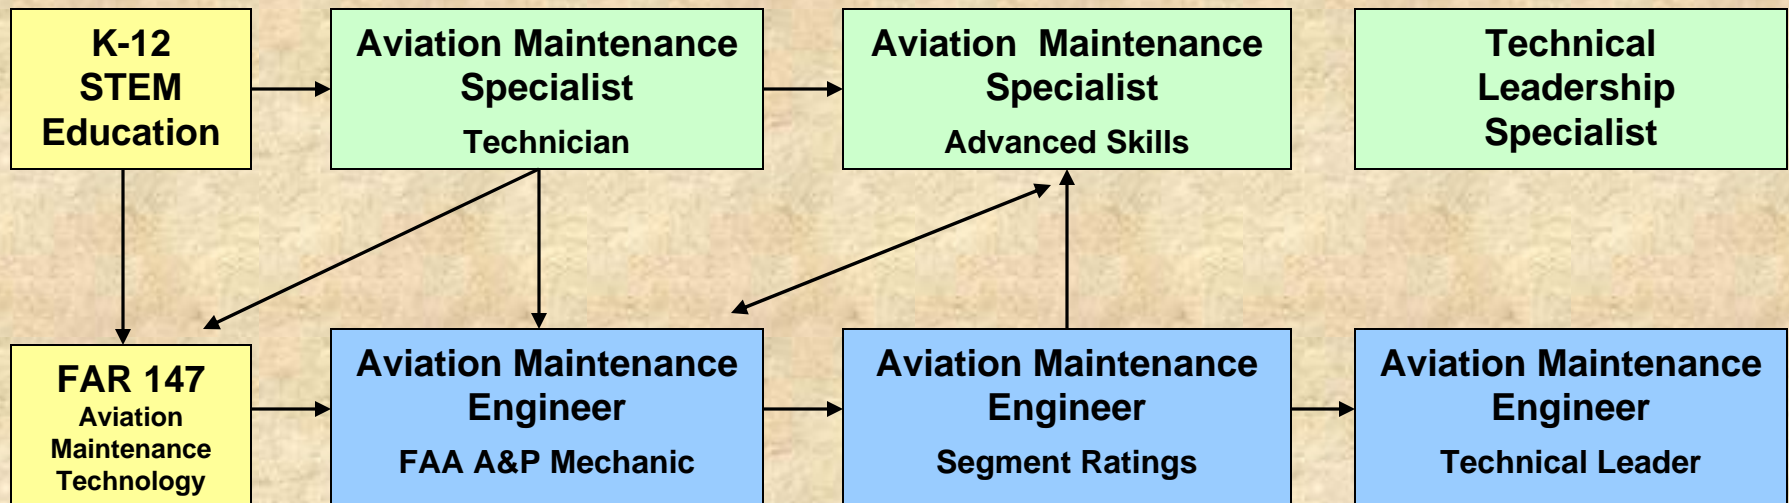 K-12
STEM
Education
Aviation Maintenance
Specialist
Technician
Aviation  Maintenance
Specialist
Advanced Skills
Technical
Leadership
Specialist
FAR 147
Aviation
Maintenance
Technology
Aviation Maintenance
Engineer
FAA A&P Mechanic
Aviation Maintenance
Engineer
Segment Ratings
Aviation Maintenance
Engineer
Technical Leader